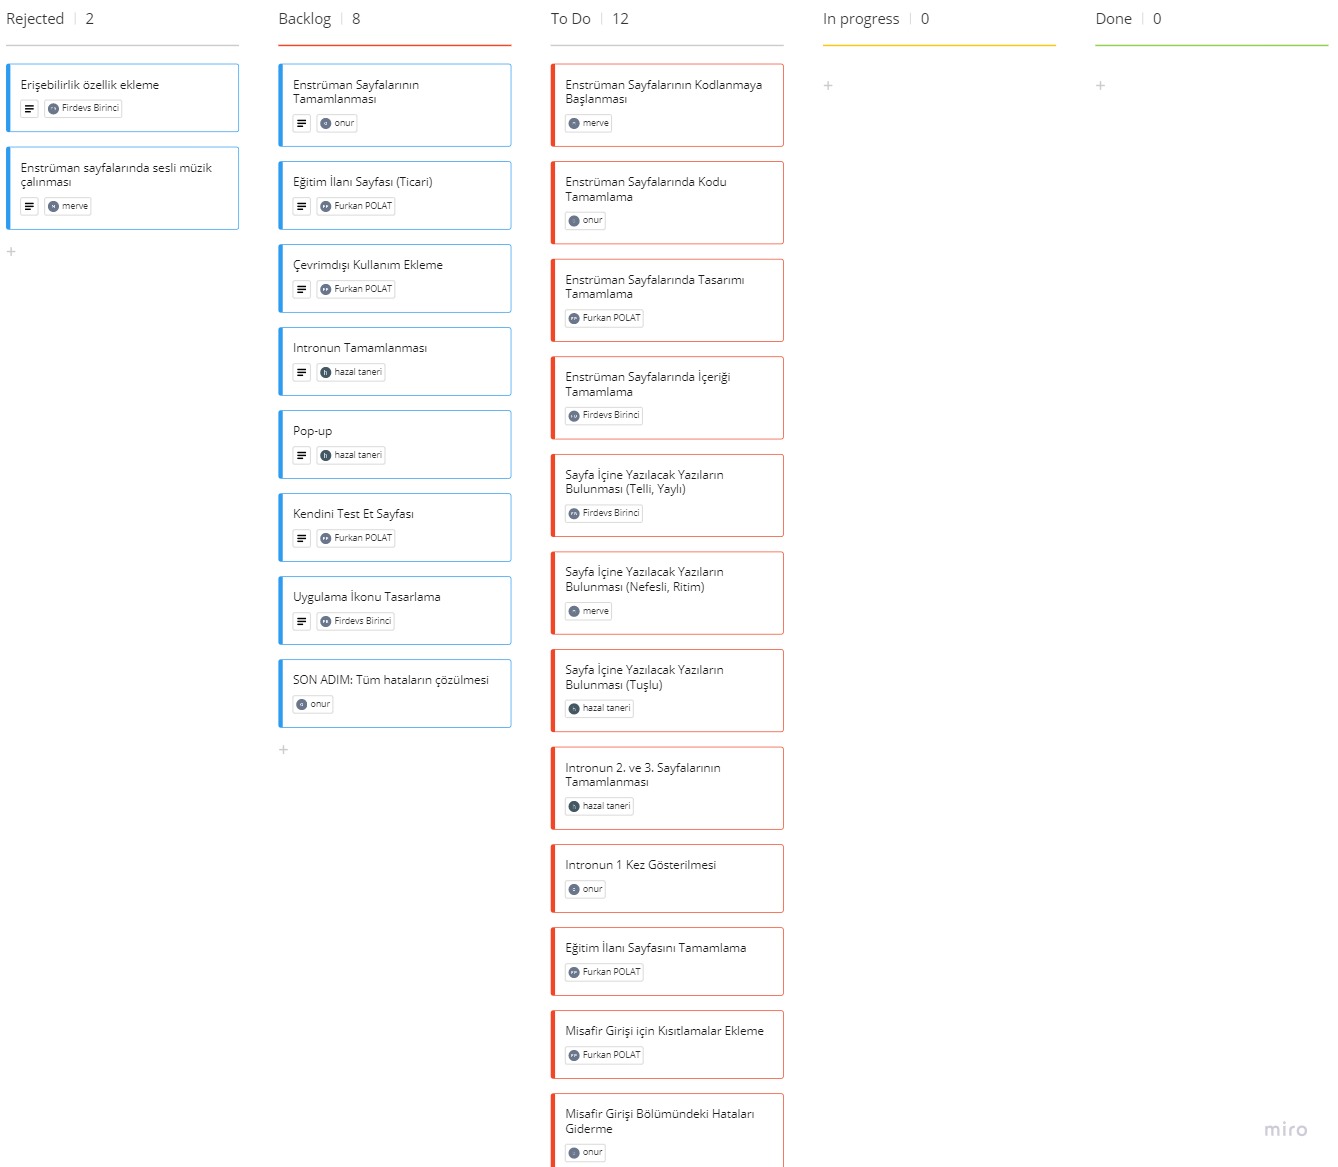 Rejected 2
Erişebilirlik özellik ekleme
Firdevs Birinci
Enstrüman sayfalarında sesli müzik
çalınması
merve
Backlog 8
Enstrüman Sayfalarının
Tamamlanması
onur
Eğitim İlanı Sayfası (Ticari)
Furkan POLAT
Çevrimdışı Kullanım Ekleme
Furkan POLAT
Intronun Tamamlanması
hazal taneri
Pop-up
hazal taneri
Kendini Test Et Sayfası
Furkan POLAT
Uygulama İkonu Tasarlama
Firdevs Birinci
SON ADIM: Tüm hataların çözülmesi
onur
To Do 12
Enstrüman Sayfalarının Kodlanmaya
Başlanması
merve
Enstrüman Sayfalarında Kodu
Tamamlama
onur
Enstrüman Sayfalarında Tasarımı
Tamamlama
Furkan POLAT
Enstrüman Sayfalarında İçeriği
Tamamlama
Firdevs Birinci
Sayfa İçine Yazılacak Yazıların
Bulunması (Telli, Yaylı)
Firdevs Birinci
Sayfa İçine Yazılacak Yazıların
Bulunması (Nefesli, Ritim)
merve
Sayfa İçine Yazılacak Yazıların
Bulunması (Tuşlu)
hazal taneri
Intronun 2. ve 3. Sayfalarının
Tamamlanması
hazal taneri
Intronun 1 Kez Gösterilmesi
onur
Eğitim İlanı Sayfasını Tamamlama
Furkan POLAT
Misafir Girişi için Kısıtlamalar Ekleme
Furkan POLAT
Misafir Girişi Bölümündeki Hataları
Giderme
onur
In progress 0
Done 0
miro